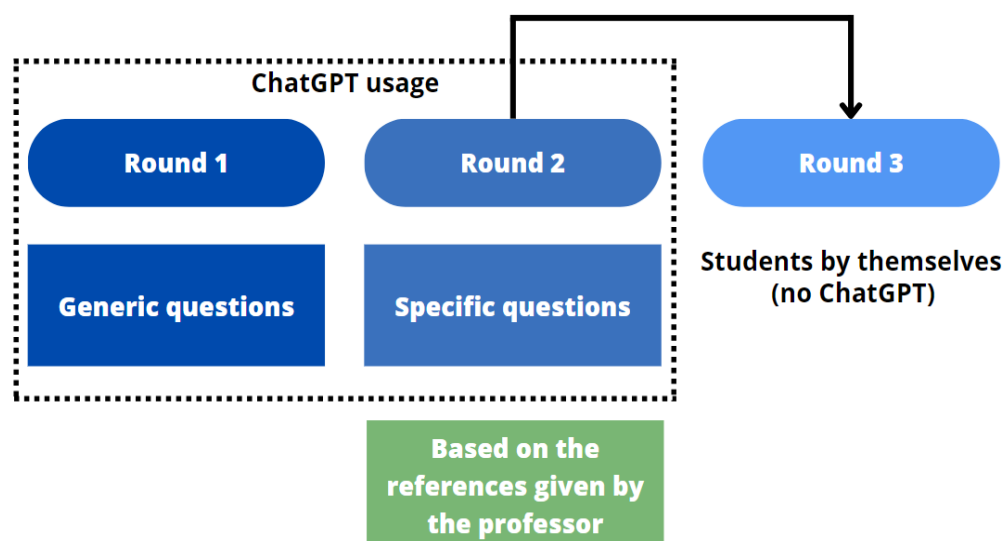 ChatGPT usage
Round 1
Round 2
Round 3
Generic questions
Specific questions
Students by themselves
(no ChatGPT)
Based on the
references given by
the professor